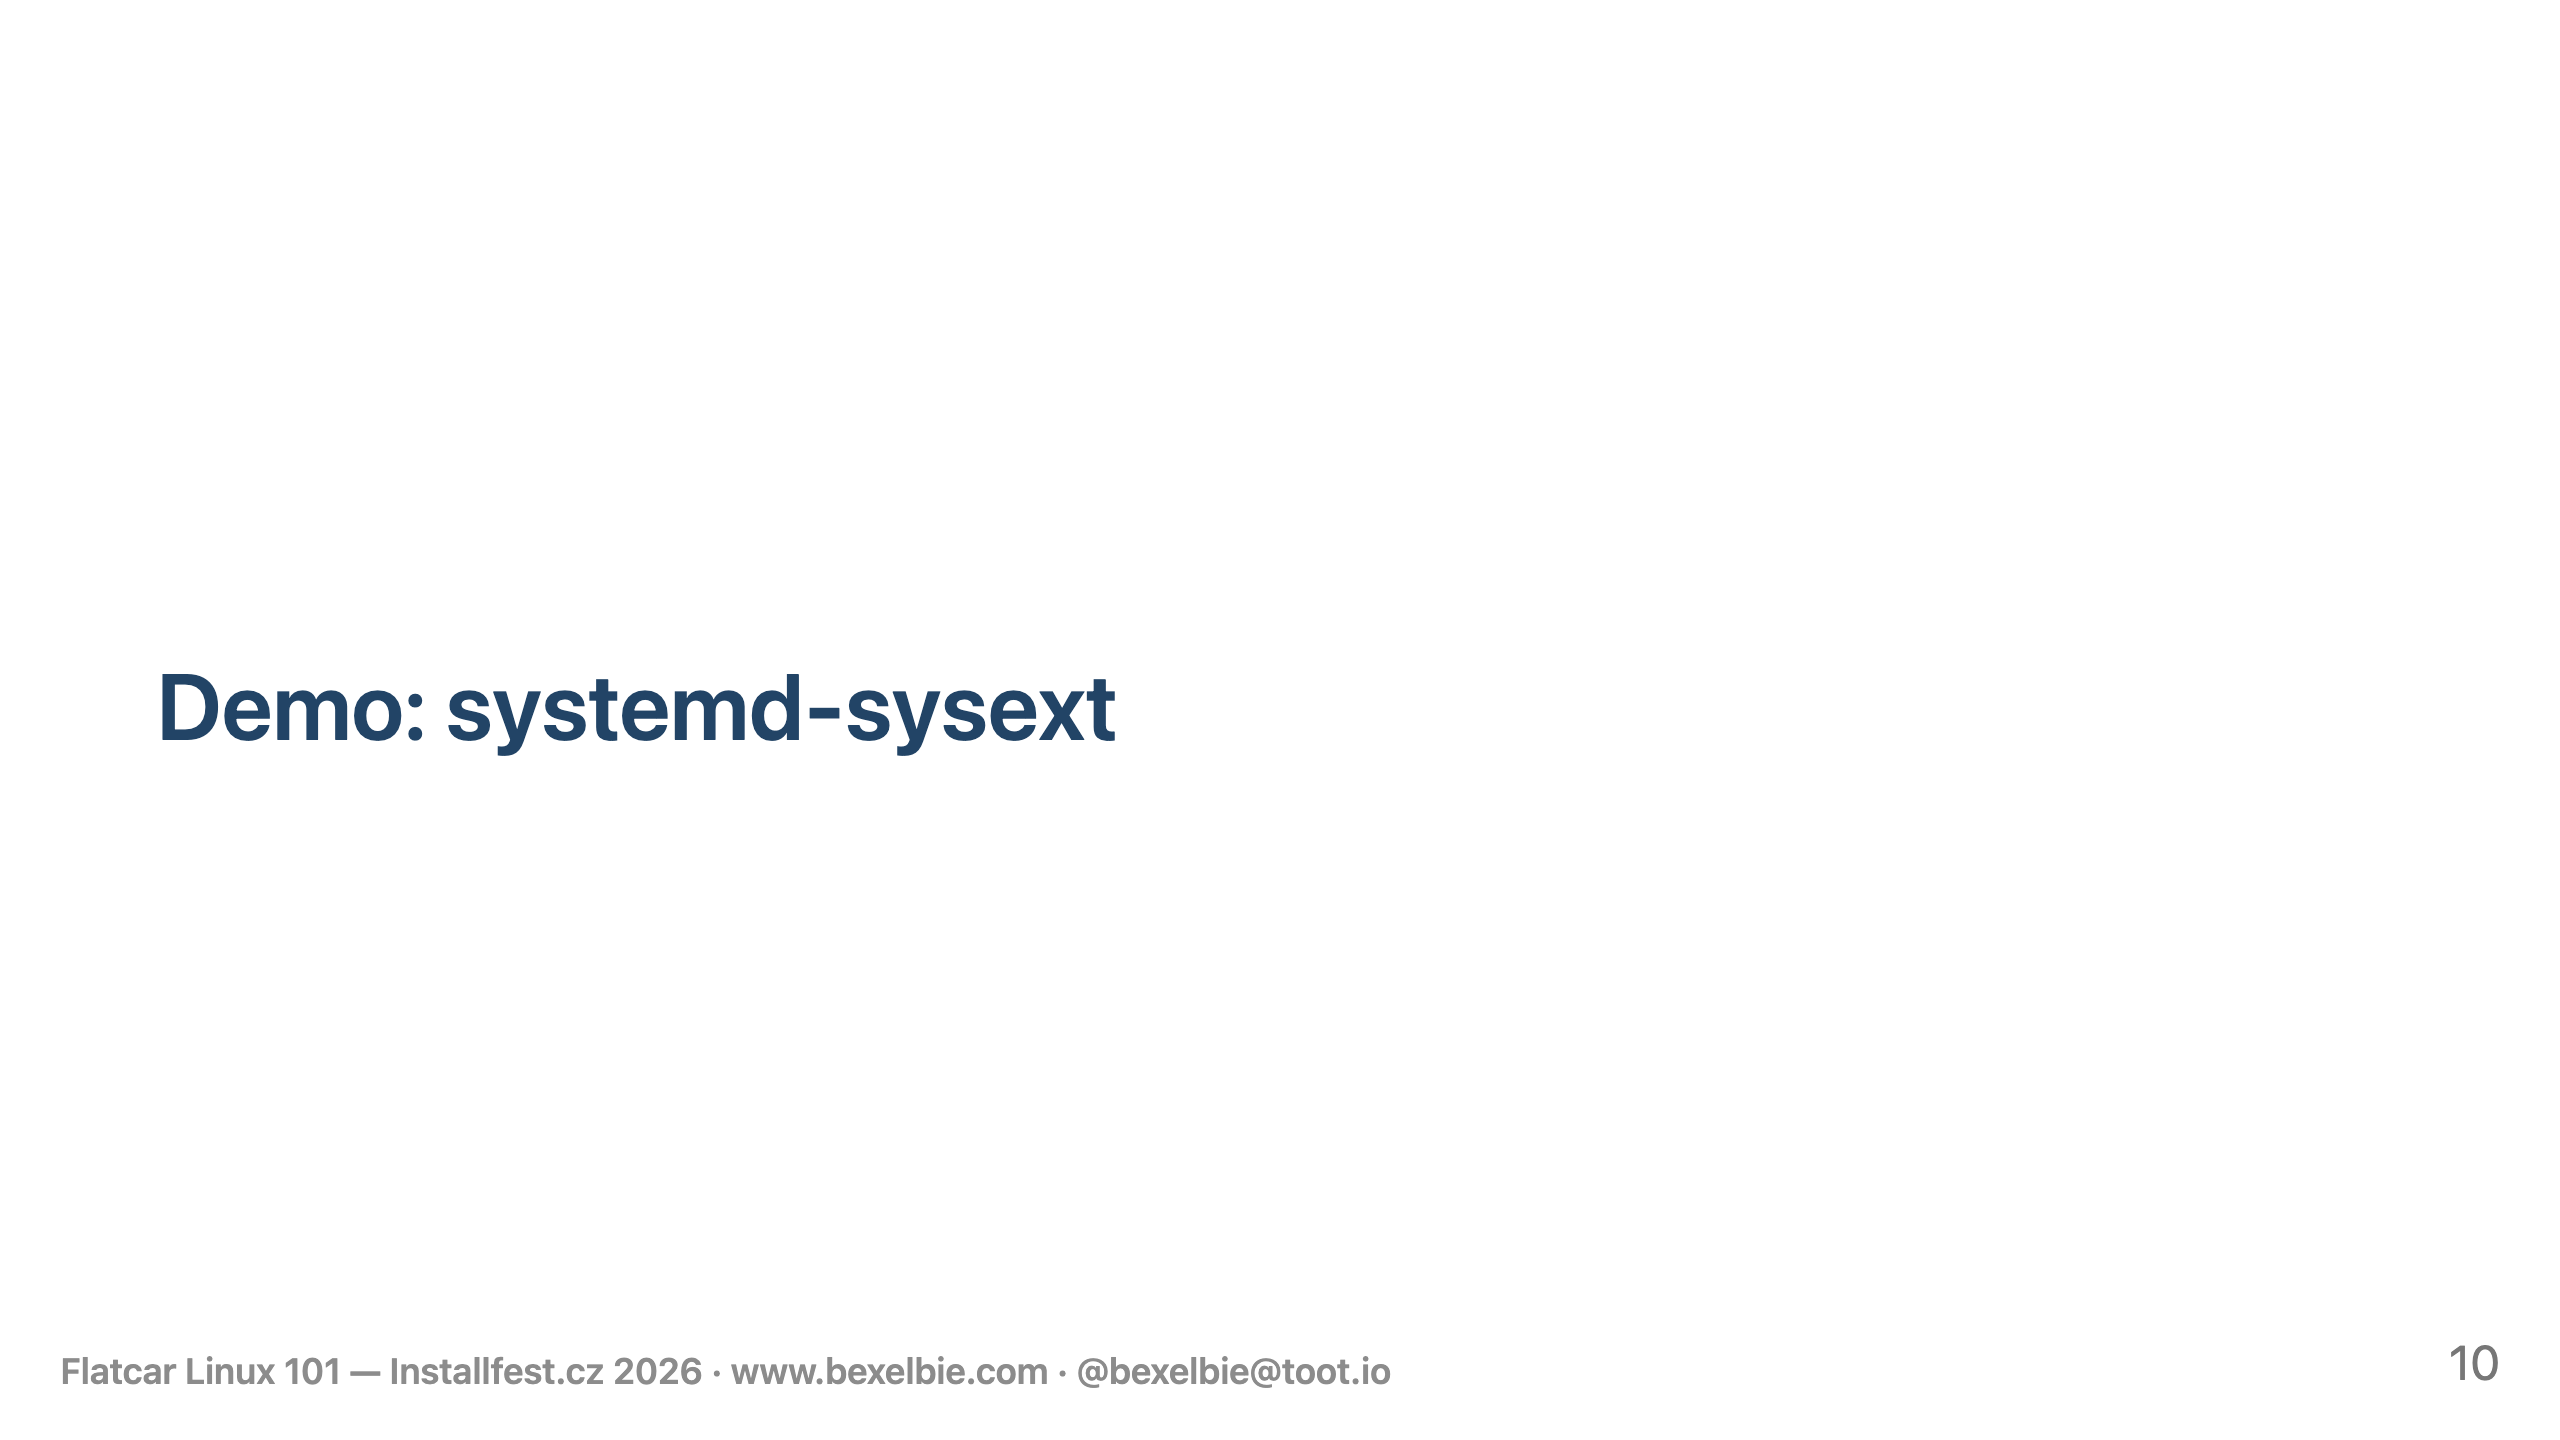 Demo: systemd-sysext
Flatcar Linux 101 — Installfest.cz 2026 · www.bexelbie.com · @bexelbie@toot.io
10